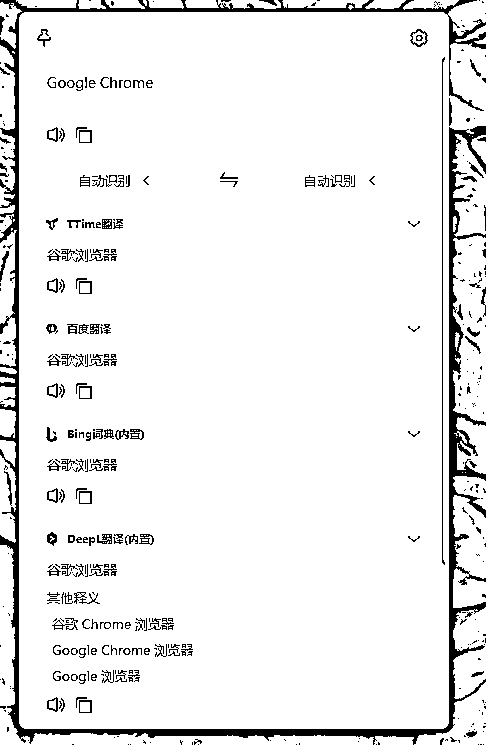 Google Chrome
自动识别 自动识别
TTime翻译
谷歌浏览器
百度翻译
谷歌浏览器
Bing词典(内置)
谷歌浏览器
DeepL翻译(内置)
谷歌浏览器
其他释义
谷歌 Chrome 浏览器
Google Chrome 浏览器
Google 浏览器